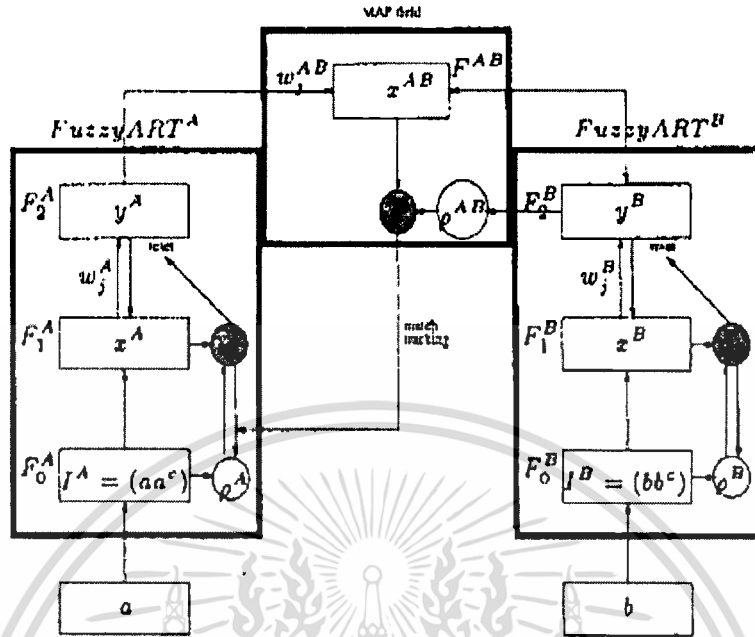 MAP field
w_j^{AB}
x^{AB}
F^{AB}
FuzzyART^A
FuzzyART^B
F_2^A
y^A
ρ^{AB}
F_2^B
y^B
reset
w_j^A
w_j^B
F_1^A
x^A
match
tracking
F_1^B
x^B
F_0^A
I^A = (aa^c)
ρ^A
F_0^B
I^B = (bb^c)
ρ^B
a
b